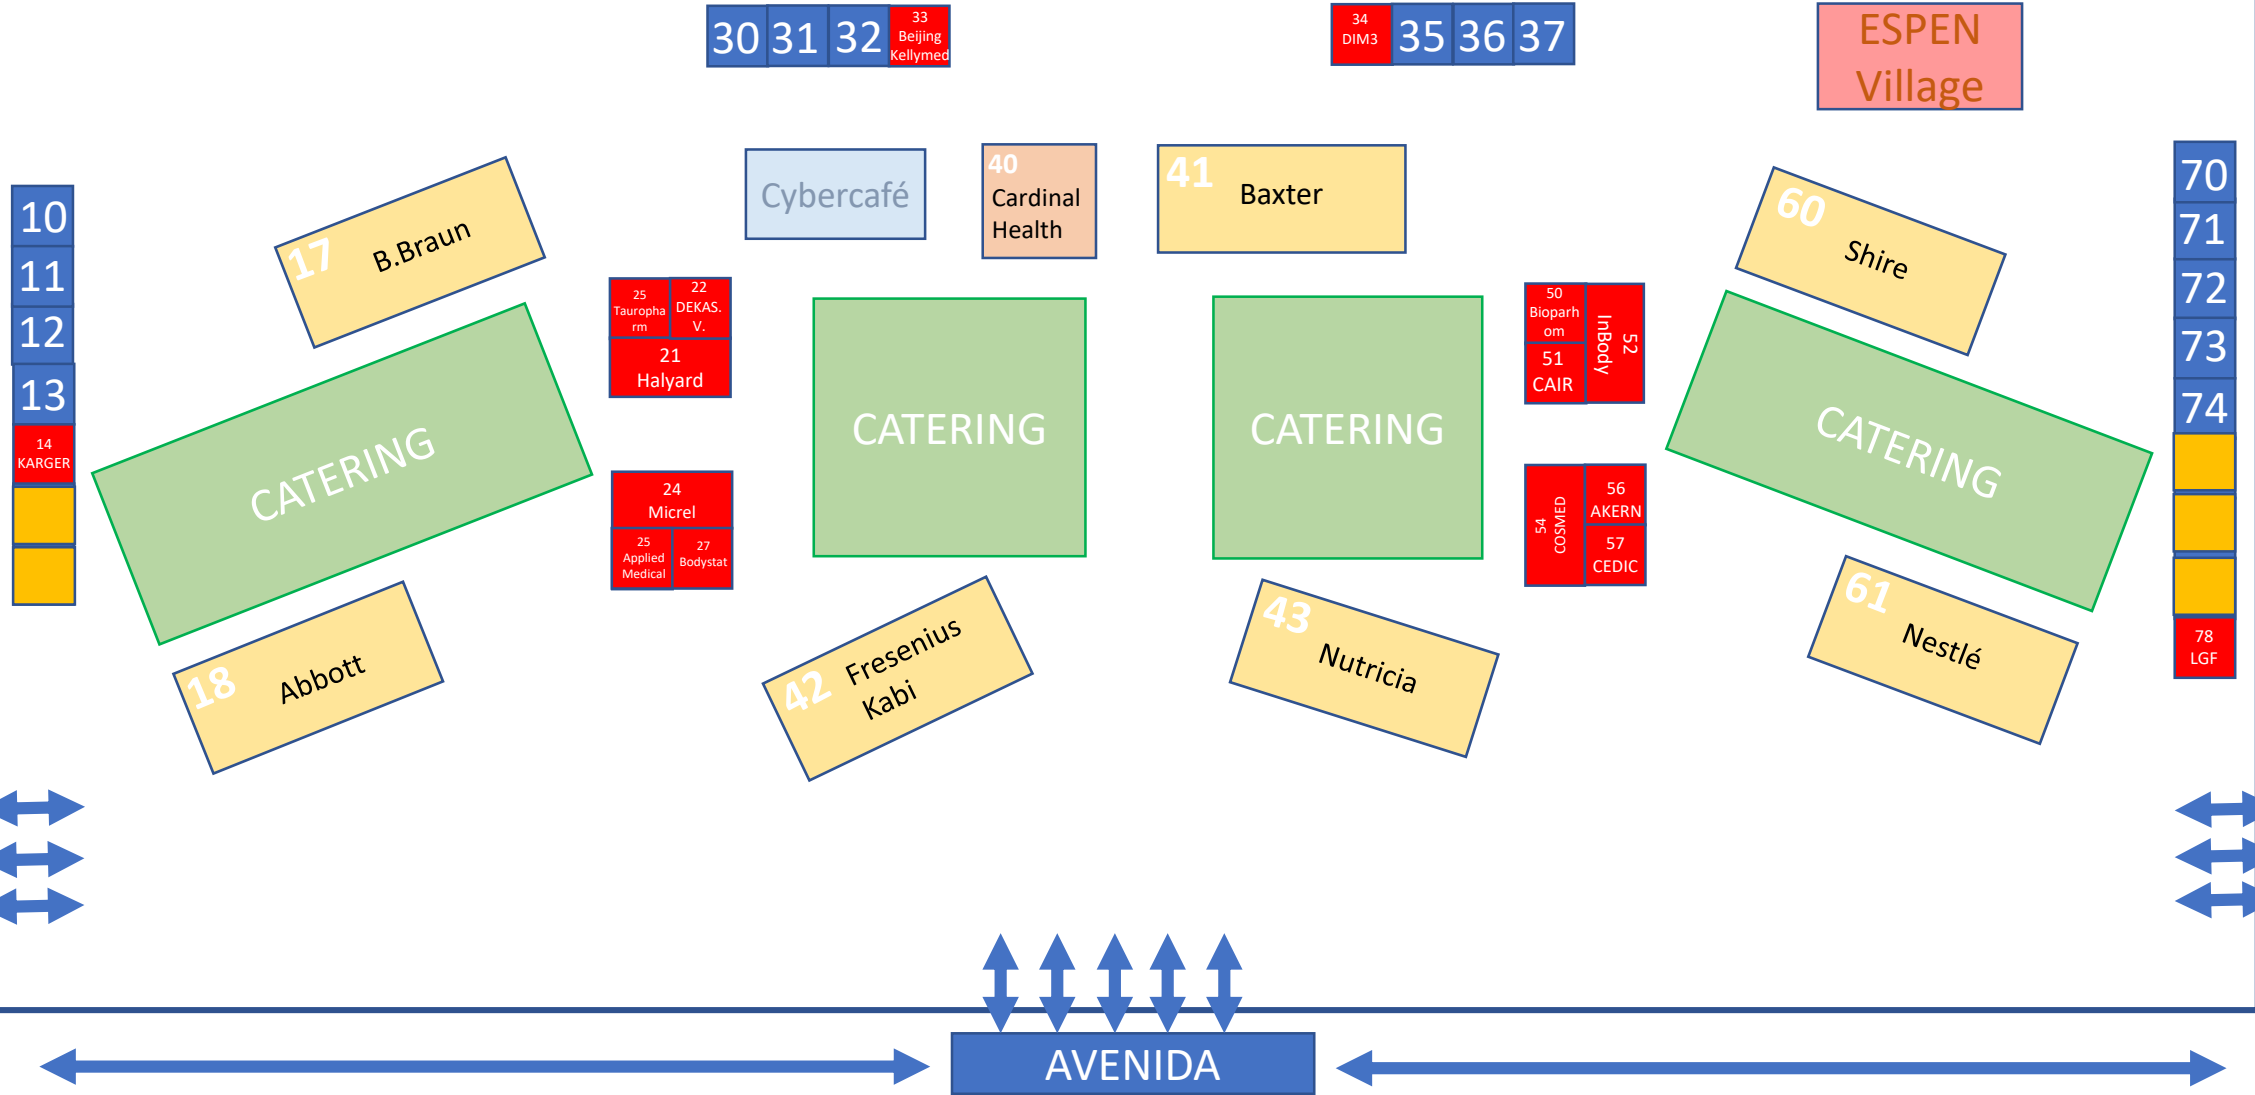 30
31
32
33
Beijing
Kellymed
34
DIM3
35
36
37
ESPEN
Village
10
11
12
13
14
KARGER
17
B.Braun
CATERING
18
Abbott
Cybercafé
40
Cardinal
Health
41
Baxter
25
Tauropha
rm
22
DEKAS.
V.
21
Halyard
24
Micrel
25
Applied
Medical
27
Bodystat
CATERING
CATERING
42
Fresenius
Kabi
43
Nutricia
50
Bioparh
om
51
CAIR
52
InBody
54
COSMED
56
AKERN
57
CEDIC
60
Shire
CATERING
61
Nestlé
70
71
72
73
74
78
LGF
AVENIDA